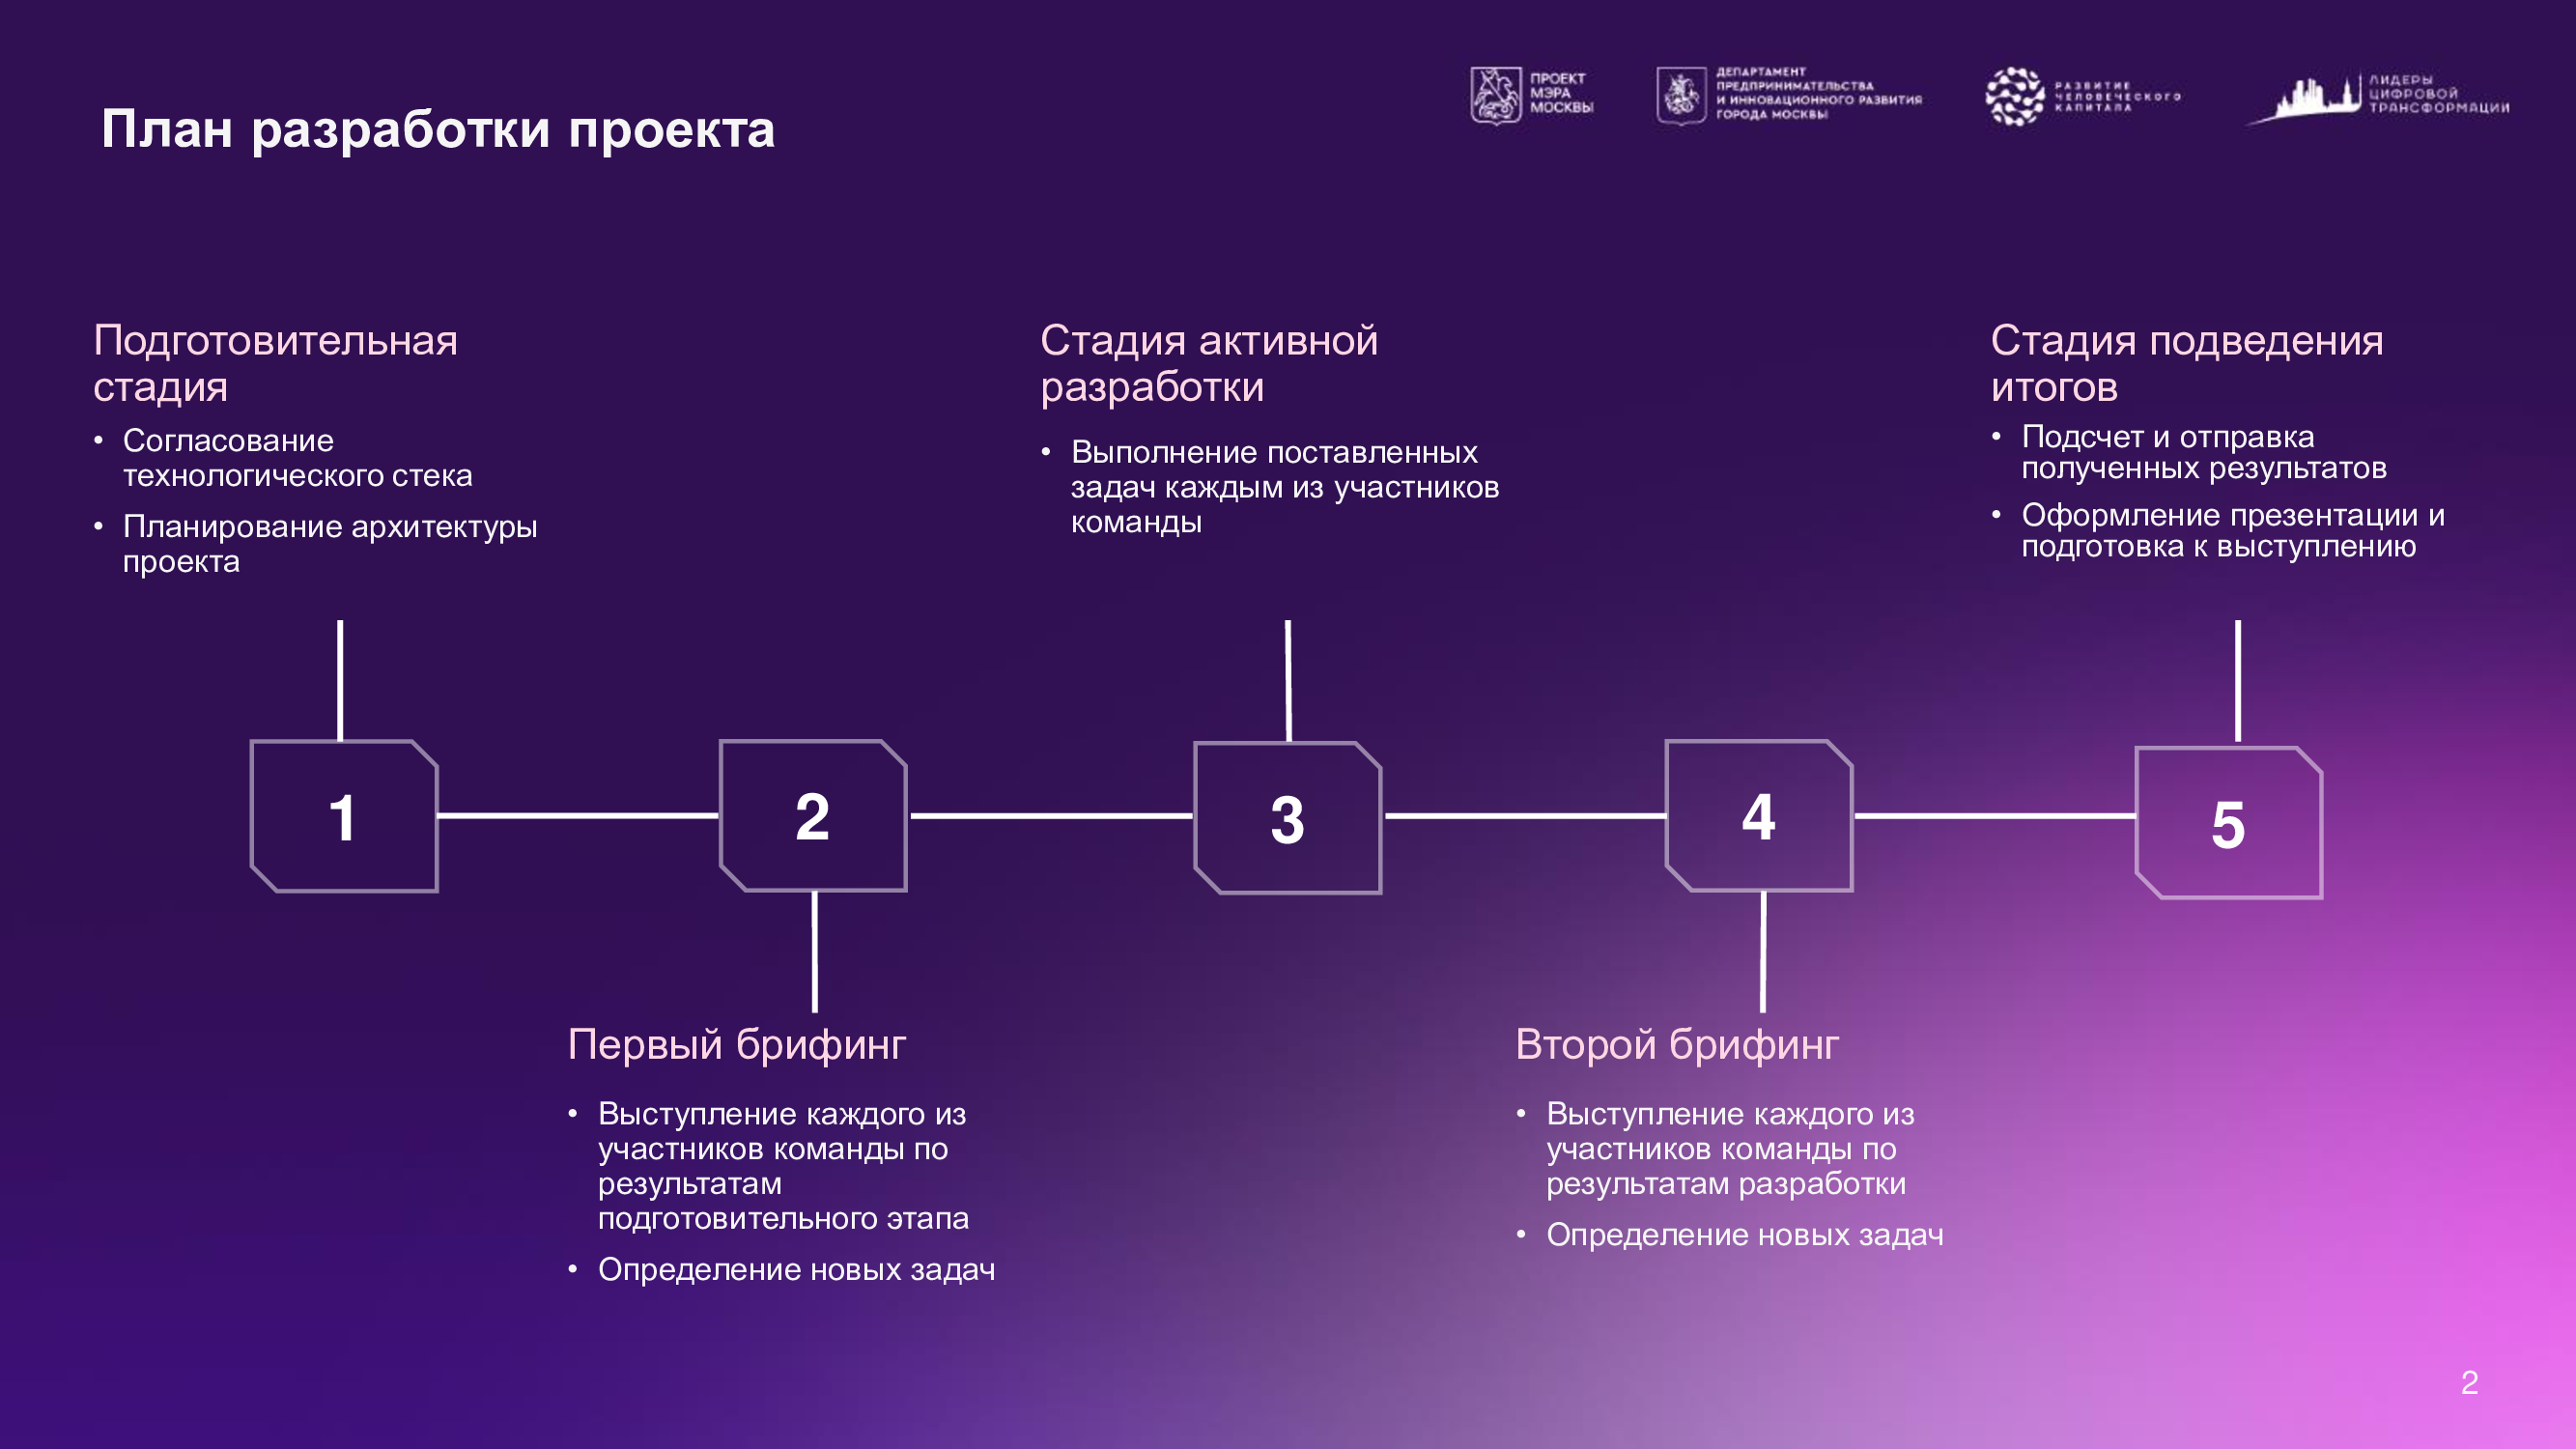 План разработки проекта
ПРОЕКТ
МЭРА
МОСКВЫ
ДЕПАРТАМЕНТ
ПРЕДПРИНИМАТЕЛЬСТВА
И ИННОВАЦИОННОГО РАЗВИТИЯ
ГОРОДА МОСКВЫ
РАЗВИТИЕ
ЧЕЛОВЕЧЕСКОГО
КАПИТАЛА
ЛИДЕРЫ
ЦИФРОВОЙ
ТРАНСФОРМАЦИИ
Подготовительная
стадия
• Согласование
технологического стека
• Планирование архитектуры
проекта
Стадия активной
разработки
• Выполнение поставленных
задач каждым из участников
команды
Стадия подведения
итогов
• Подсчет и отправка
полученных результатов
• Оформление презентации и
подготовка к выступлению
1
2
3
4
5
Первый брифинг
• Выступление каждого из
участников команды по
результатам
подготовительного этапа
• Определение новых задач
Второй брифинг
• Выступление каждого из
участников команды по
результатам разработки
• Определение новых задач
2